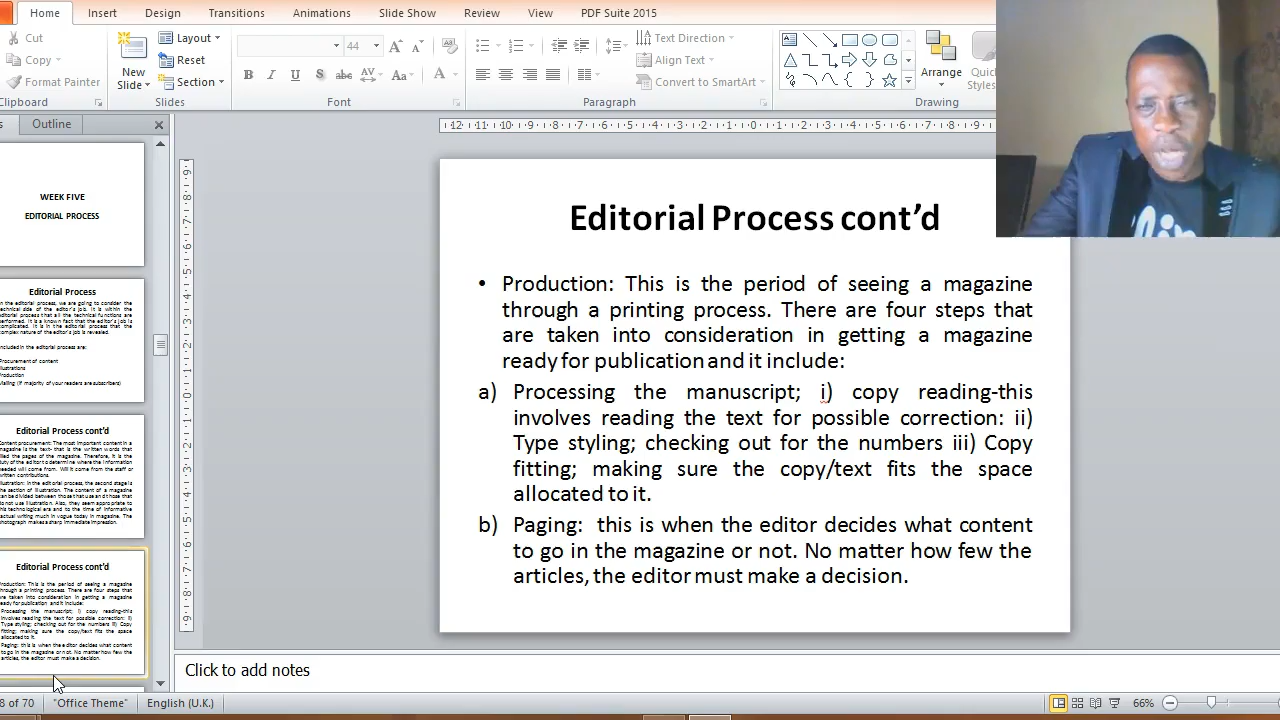 Home Insert Design Transitions Animations Slide Show Review View PDF Suite 2015
Cut
Copy
Format Painter
Clipboard
New
Slide
Layout
Reset
Section
Slides
44
Font
Paragraph
Text Direction
Align Text
Convert to SmartArt
Arrange
Quick
Styles
Drawing
Outline
WEEK FIVE
EDITORIAL PROCESS
Editorial Process
Editorial Process cont'd
Editorial Process cont'd
Editorial Process cont’d
• Production: This is the period of seeing a magazine
through a printing process. There are four steps that
are taken into consideration in getting a magazine
ready for publication and it include:
a) Processing the manuscript; i) copy reading-this
involves reading the text for possible correction: ii)
Type styling; checking out for the numbers iii) Copy
fitting; making sure the copy/text fits the space
allocated to it.
b) Paging: this is when the editor decides what content
to go in the magazine or not. No matter how few the
articles, the editor must make a decision.
Click to add notes
8 of 70
"Office Theme"
English (U.K.)
66%